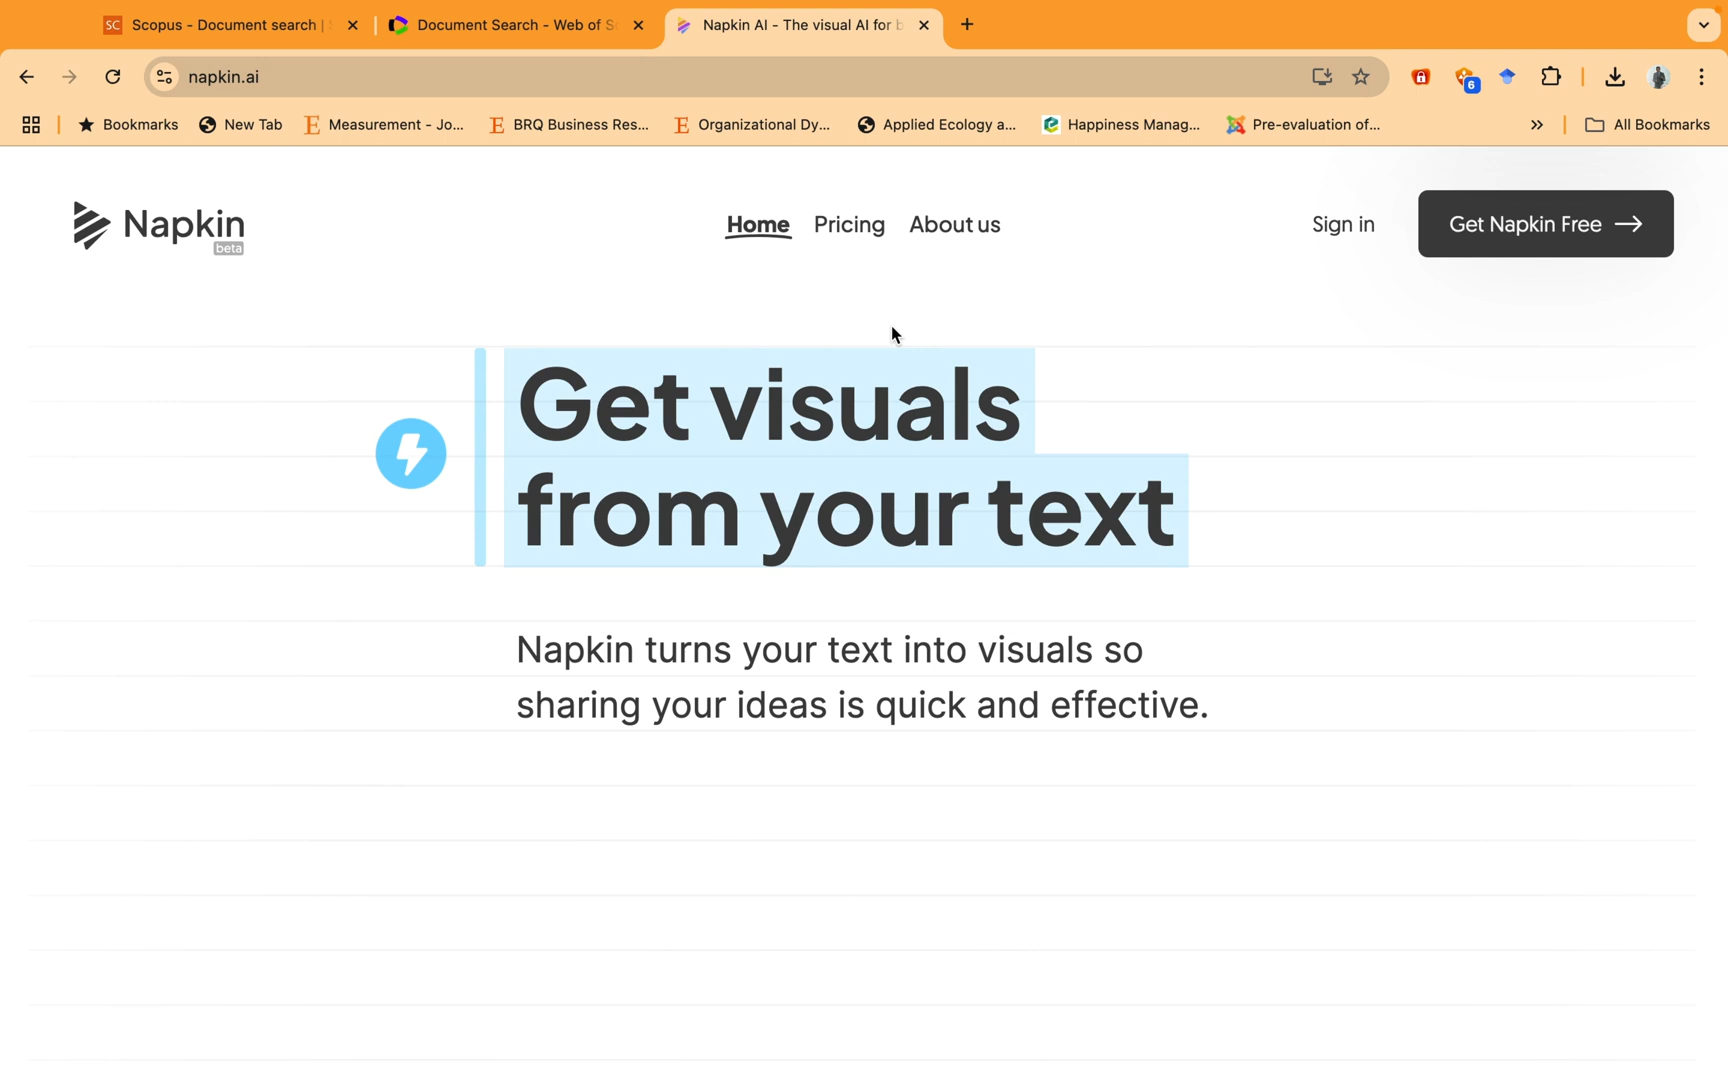 Scopus - Document search |
Document Search - Web of S
Napkin AI - The visual AI for b
napkin.ai
6
Bookmarks
New Tab
Measurement - Jo...
BRQ Business Res...
Organizational Dy...
Applied Ecology a...
Happiness Manag...
Pre-evaluation of...
All Bookmarks
Napkin
beta
Home
Pricing
About us
Sign in
Get Napkin Free
Get visuals
from your text
Napkin turns your text into visuals so
sharing your ideas is quick and effective.